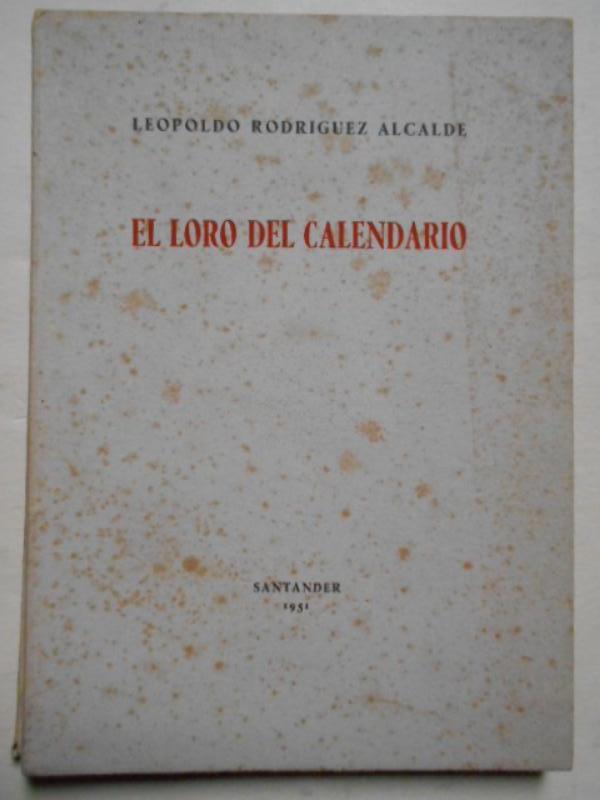 LEOPOLDO RODRIGUEZ ALCALDE
EL LORO DEL CALENDARIO
SANTANDER
1951